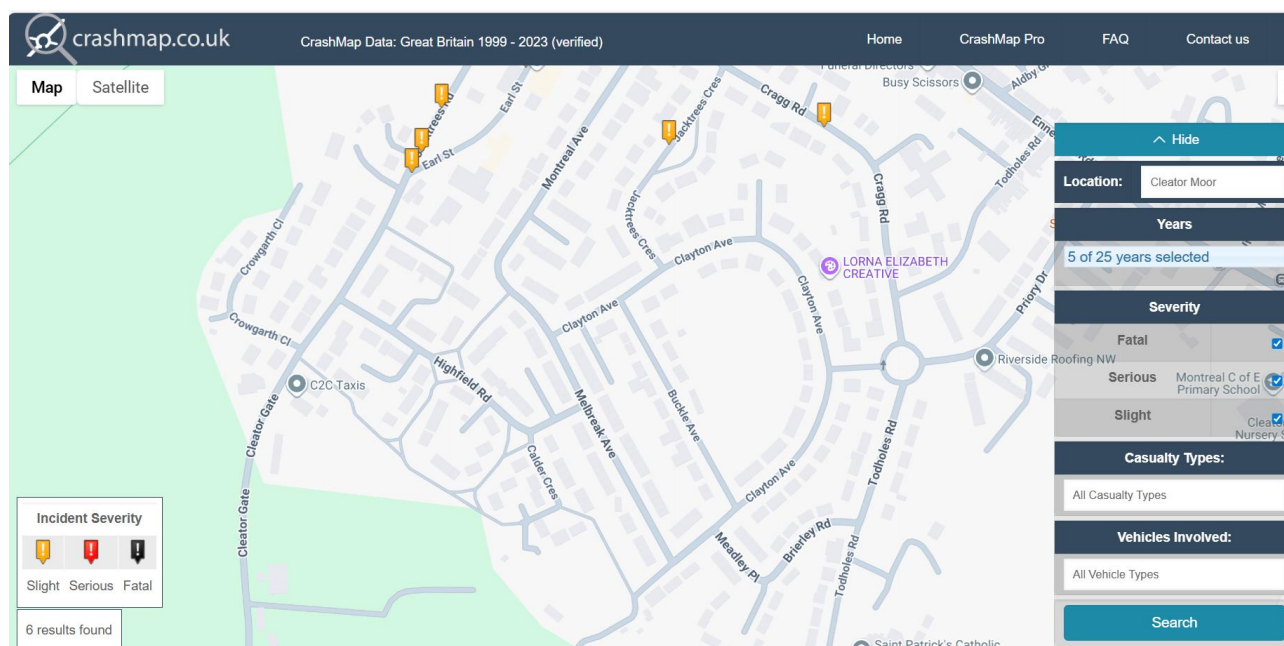 crashmap.co.uk
CrashMap Data: Great Britain 1999 - 2023 (verified)
Home
CrashMap Pro
FAQ
Contact us
Map
Satellite
Funeral Directors
Busy Scissors
Earl St
Earl St
Montreal Ave
Jacktrees Cres
Jacktrees Cres
Cragg Rd
Cragg Rd
Todholes Rd
Crowgarth Cl
Crowgarth Cl
Clayton Ave
Clayton Ave
Clayton Ave
Clayton Ave
LORNA ELIZABETH
CREATIVE
Priory Dr
Riverside Roofing NW
C2C Taxis
Highfield Rd
Melbreak Ave
Buckle Ave
Cleator Gate
Cleator Gate
Calder Cres
Todholes Rd
Todholes Rd
Meadley Pl
Brierley Rd
Saint Patrick's Catholic
Hide
Location:
Cleator Moor
Years
5 of 25 years selected
Severity
Fatal
Serious
Montreal C of E
Primary School
Slight
Casualty Types:
All Casualty Types
Vehicles Involved:
All Vehicle Types
Search
Incident Severity
Slight Serious Fatal
6 results found